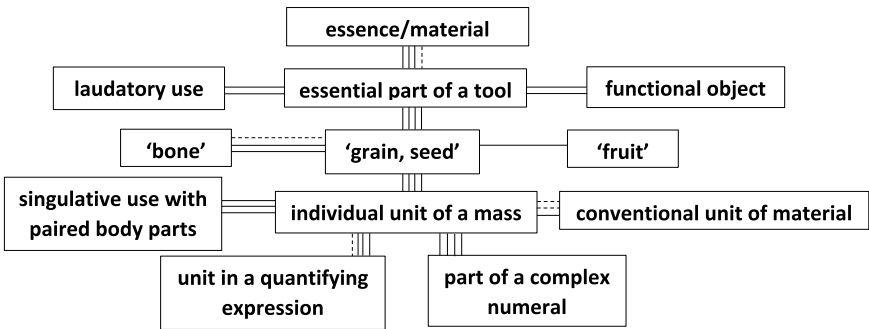 essence/material
laudatory use
essential part of a tool
functional object
‘bone’
‘grain, seed’
‘fruit’
singulative use with
paired body parts
individual unit of a mass
conventional unit of material
unit in a quantifying
expression
part of a complex
numeral